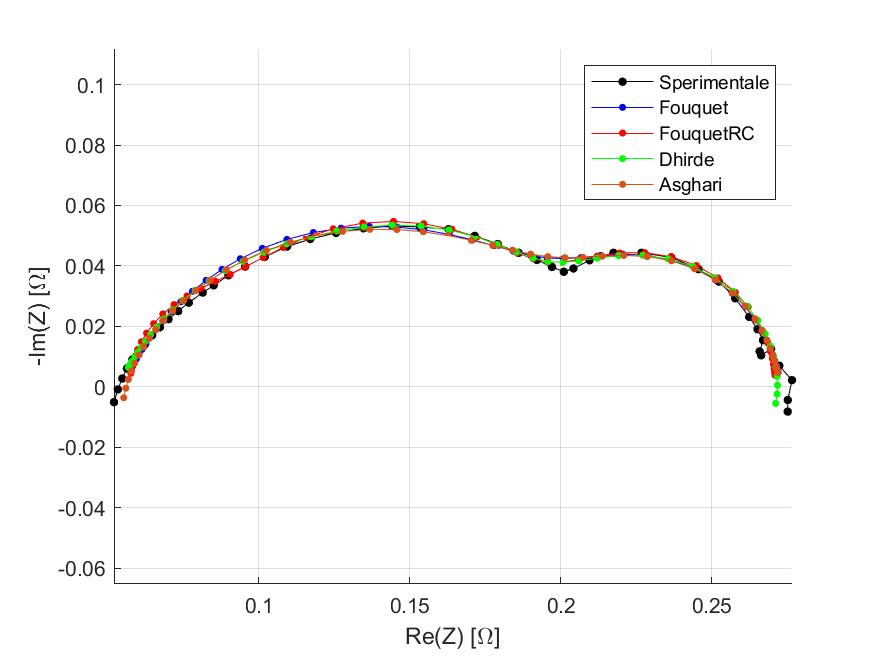 0.1
0.08
0.06
0.04
0.02
0
-0.02
-0.04
-0.06
-Im(Z) [Ω]
0.1
0.15
0.2
0.25
Re(Z) [Ω]
Sperimentale
Fouquet
FouquetRC
Dhirde
Asghari